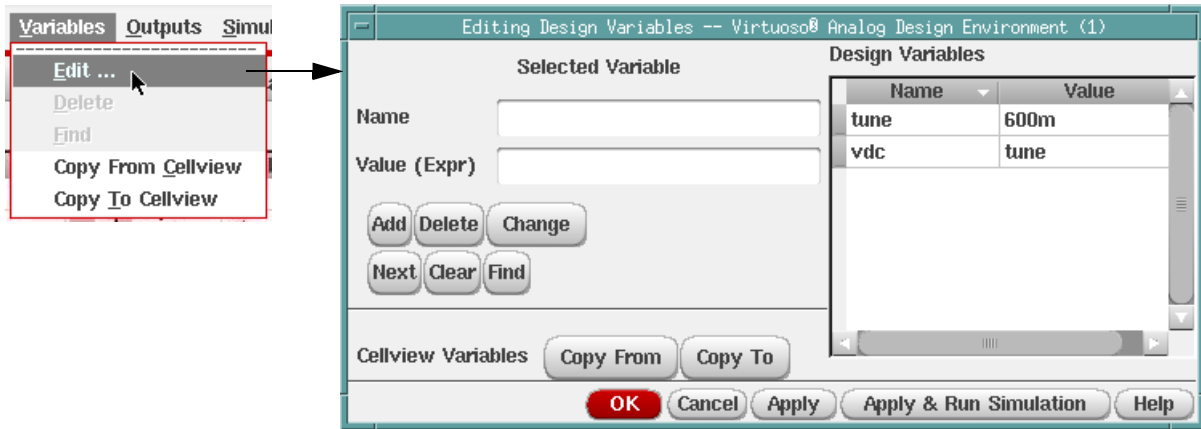 Variables Outputs Simu
Edit ...
Delete
Find
Copy From Cellview
Copy To Cellview
Editing Design Variables -- Virtuoso® Analog Design Environment (1)
Selected Variable
Name
Value (Expr)
Add Delete Change
Next Clear Find
Cellview Variables Copy From Copy To
Design Variables
Name Value
tune 600m
vdc tune
OK Cancel Apply Apply & Run Simulation Help